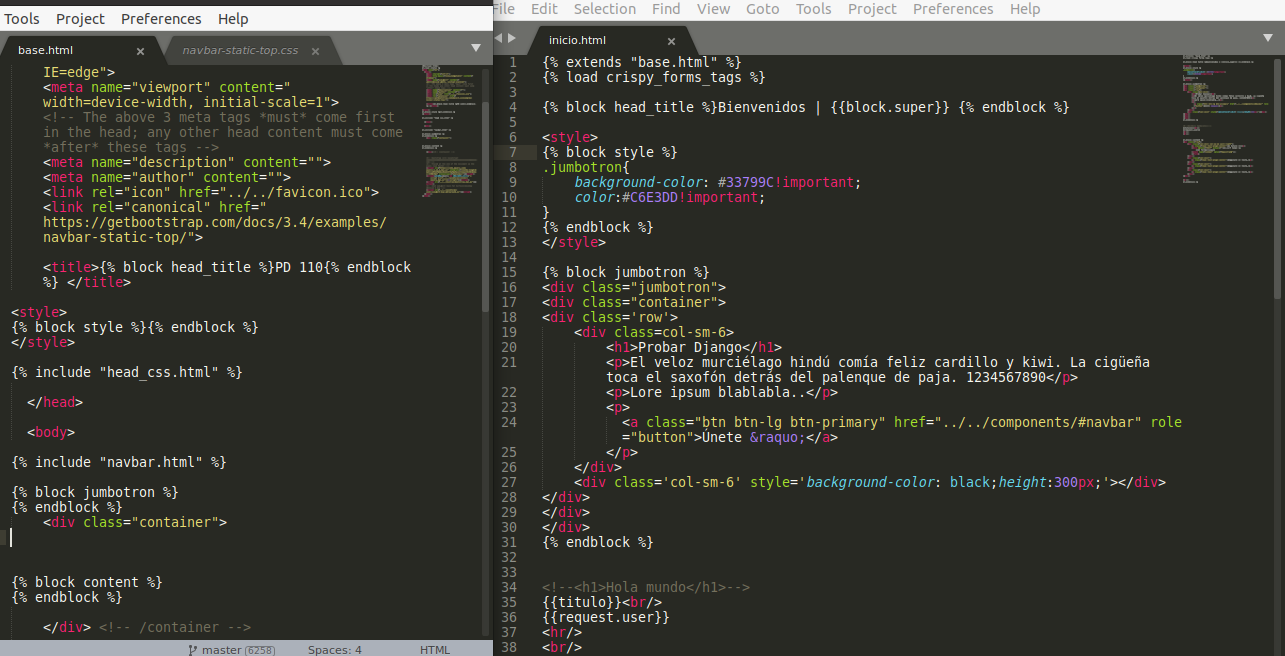 Tools Project Preferences Help
base.html × navbar-static-top.css ×
IE=edge">
<meta name="viewport" content="
width=device-width, initial-scale=1">
<!-- The above 3 meta tags *must* come first
in the head; any other head content must come
*after* these tags -->
<meta name="description" content="">
<meta name="author" content="">
<link rel="icon" href="../../favicon.ico">
<link rel="canonical" href="
https://getbootstrap.com/docs/3.4/examples/
navbar-static-top/">
<title>{% block head_title %}PD 110{% endblock
%} </title>
<style>
{% block style %}{% endblock %}
</style>
{% include "head_css.html" %}
</head>
<body>
{% include "navbar.html" %}
{% block jumbotron %}
{% endblock %}
<div class="container">
{% block content %}
{% endblock %}
</div> <!-- /container -->
master 6258 Spaces: 4 HTML
File Edit Selection Find View Goto Tools Project Preferences Help
inicio.html ×
1 {% extends "base.html" %}
2 {% load crispy_forms_tags %}
3
4 {% block head_title %}Bienvenidos | {{block.super}} {% endblock %}
5
6 <style>
7 {% block style %}
8 .jumbotron{
9 background-color: #33799C!important;
10 color:#C6E3DD!important;
11 }
12 {% endblock %}
13 </style>
14
15 {% block jumbotron %}
16 <div class="jumbotron">
17 <div class="container">
18 <div class='row'>
19 <div class=col-sm-6>
20 <h1>Probar Django</h1>
21 <p>El veloz murciélago hindú comía feliz cardillo y kiwi. La cigüeña
toca el saxofón detrás del palenque de paja. 1234567890</p>
22 <p>Lore ipsum blablabla..</p>
23 <p>
24 <a class="btn btn-lg btn-primary" href="../../components/#navbar" role
="button">Únete &raquo;</a>
25 </p>
26 </div>
27 <div class='col-sm-6' style='background-color: black;height:300px;'></div>
28 </div>
29 </div>
30 </div>
31 {% endblock %}
32
33
34 <!--<h1>Hola mundo</h1>-->
35 {{titulo}}<br/>
36 {{request.user}}
37 <hr/>
38 <br/>